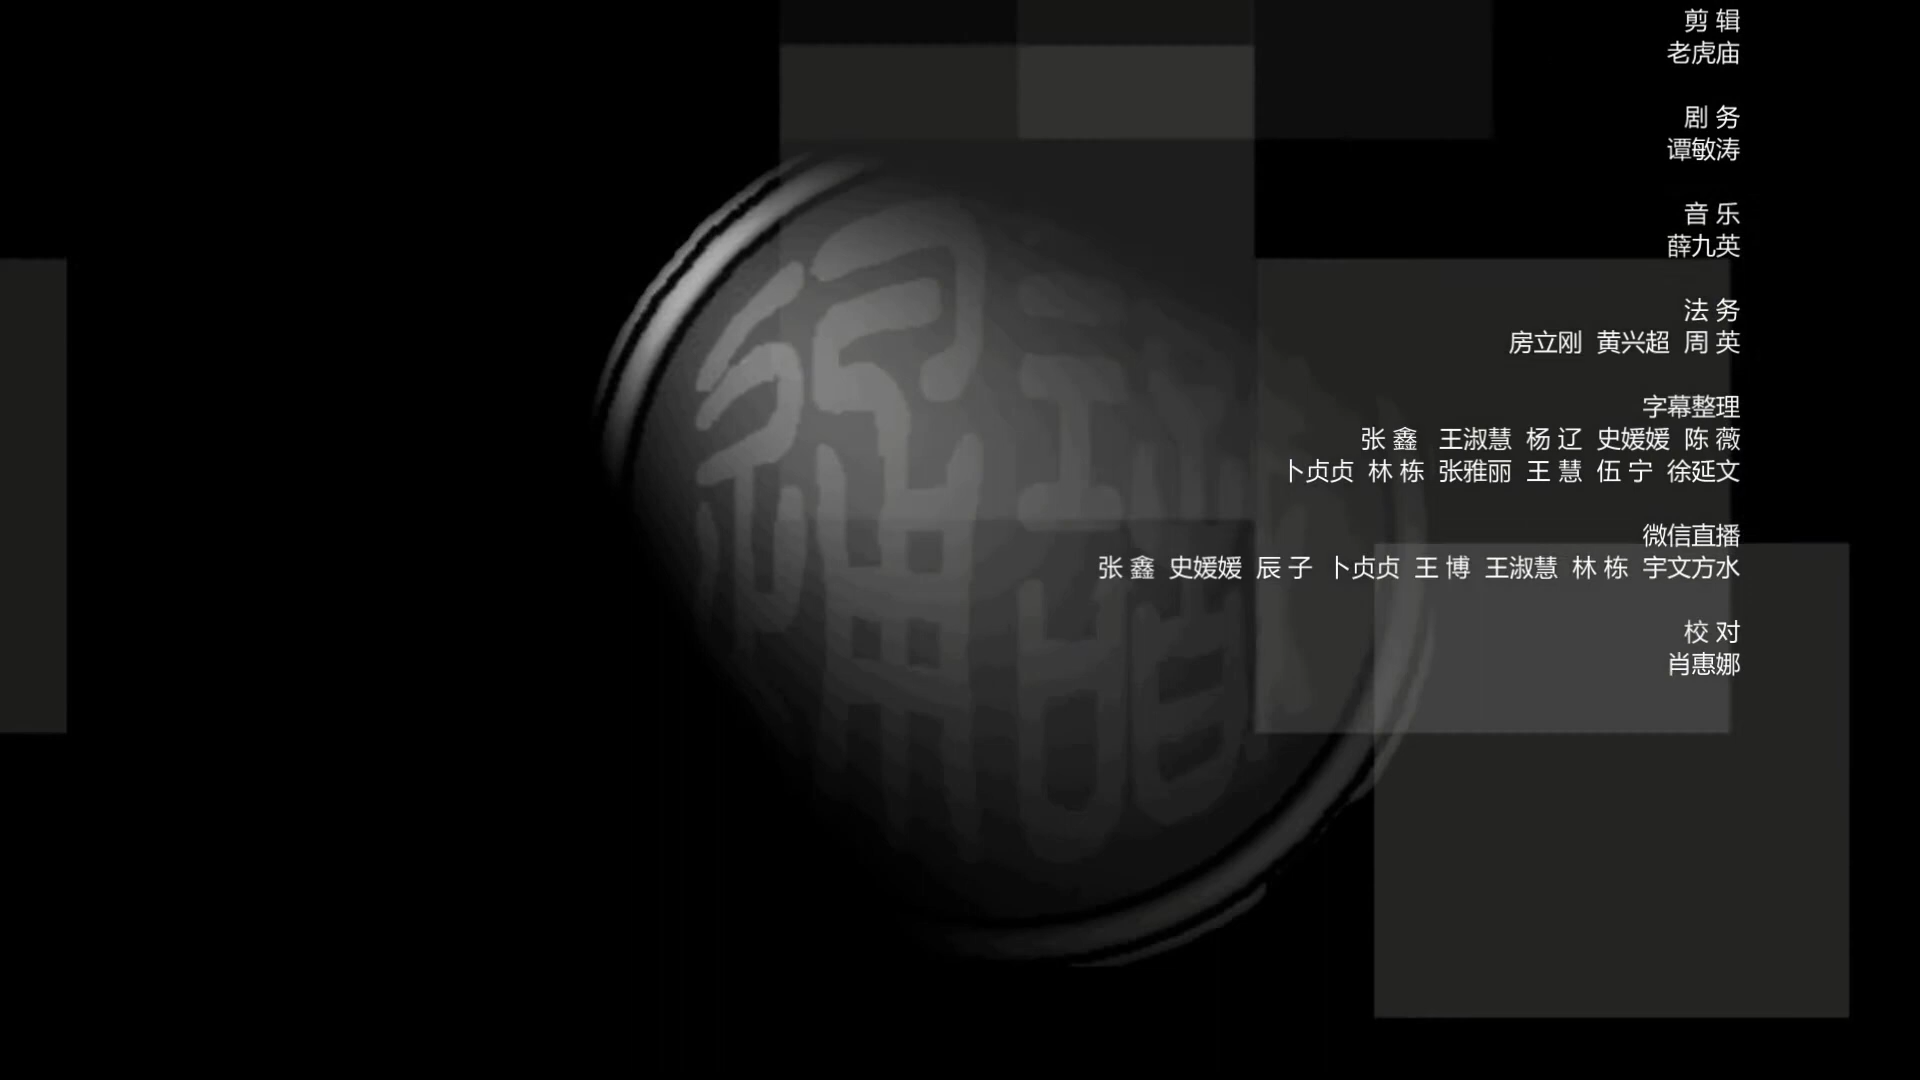 剪 辑
老虎庙
剧 务
谭敏涛
音 乐
薛九英
法 务
房立刚 黄兴超 周 英
字幕整理
张 鑫 王淑慧 杨 辽 史媛媛 陈 薇
卜贞贞 林 栋 张雅丽 王 慧 伍 宁 徐延文
微信直播
张 鑫 史媛媛 辰 子 卜贞贞 王 博 王淑慧 林 栋 宇文方水
校 对
肖惠娜